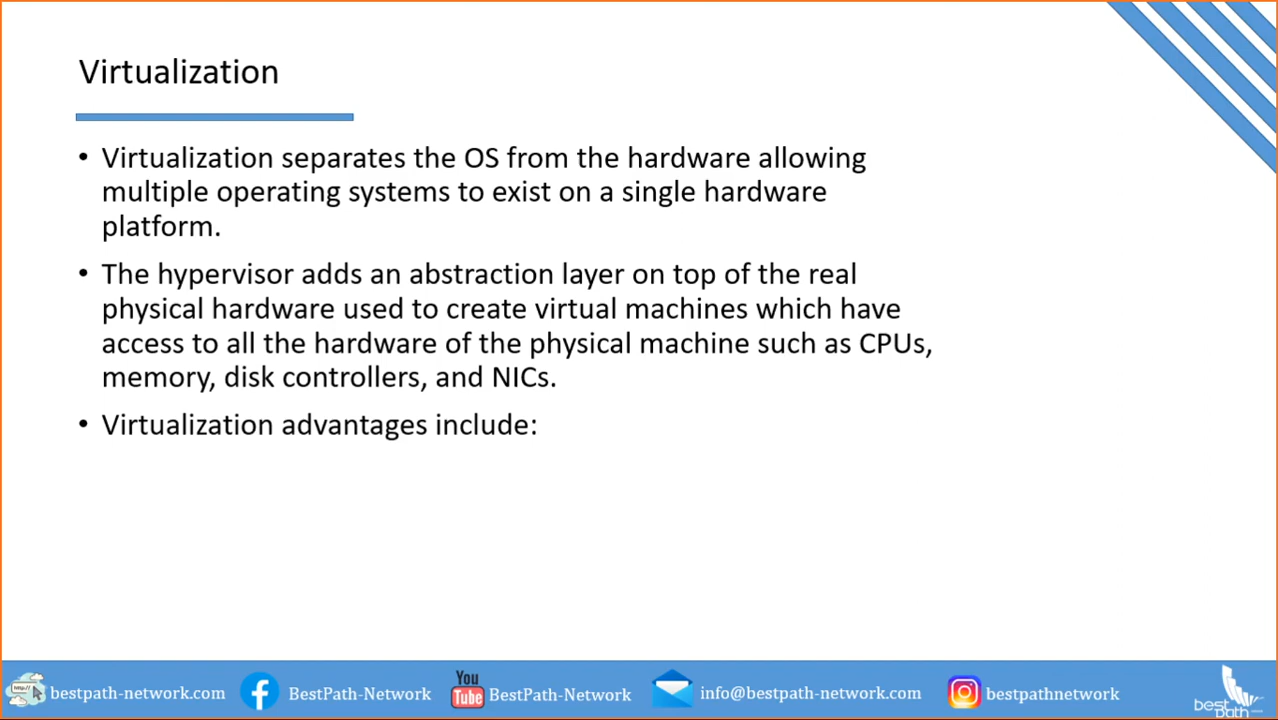 Virtualization
• Virtualization separates the OS from the hardware allowing
multiple operating systems to exist on a single hardware
platform.
• The hypervisor adds an abstraction layer on top of the real
physical hardware used to create virtual machines which have
access to all the hardware of the physical machine such as CPUs,
memory, disk controllers, and NICs.
• Virtualization advantages include:
http:// bestpath-network.com BestPath-Network You Tube BestPath-Network info@bestpath-network.com bestpathnetwork best path